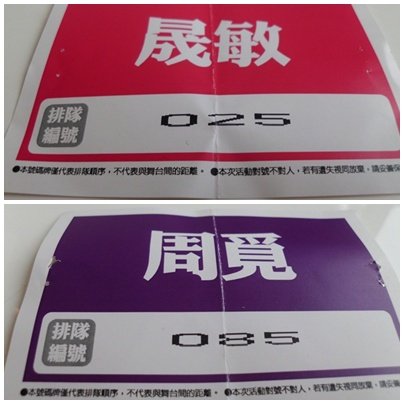 晟敏
排隊
編號
025
●本號碼牌僅代表排隊順序，不代表與舞台間的距離。 ●本次活動對號不對人，若有遺失視同放棄，請妥善保
周覓
排隊
編號
085
●本號碼牌僅代表排隊順序，不代表與舞台間的距離。 ●本次活動對號不對人，若有遺失視同放棄，請妥善